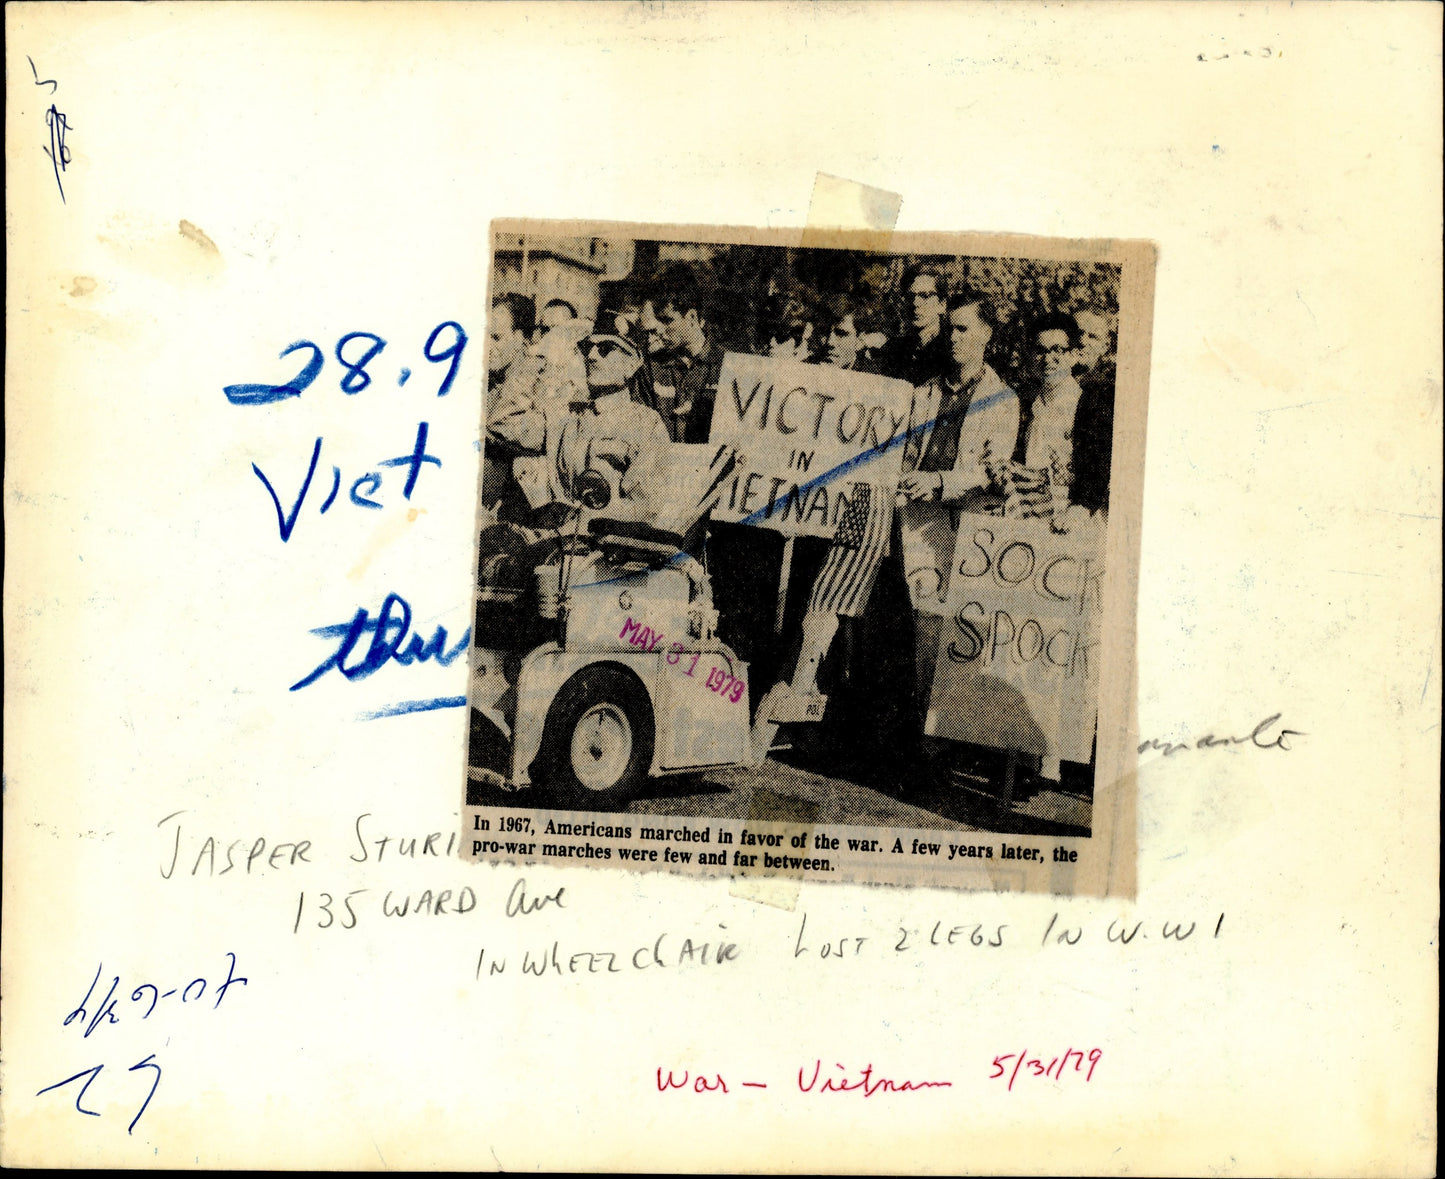 28.9
Viet
VICTORY
IN
VIETNAM
SOCK
SPOCK
POL
MAY 31 1979
In 1967, Americans marched in favor of the war. A few years later, the
pro-war marches were few and far between.
JASPER STURI
135 WARD Ave
IN WHEELCHAIR LOST 2 LEGS IN W.W 1
War - Vietnam 5/31/79